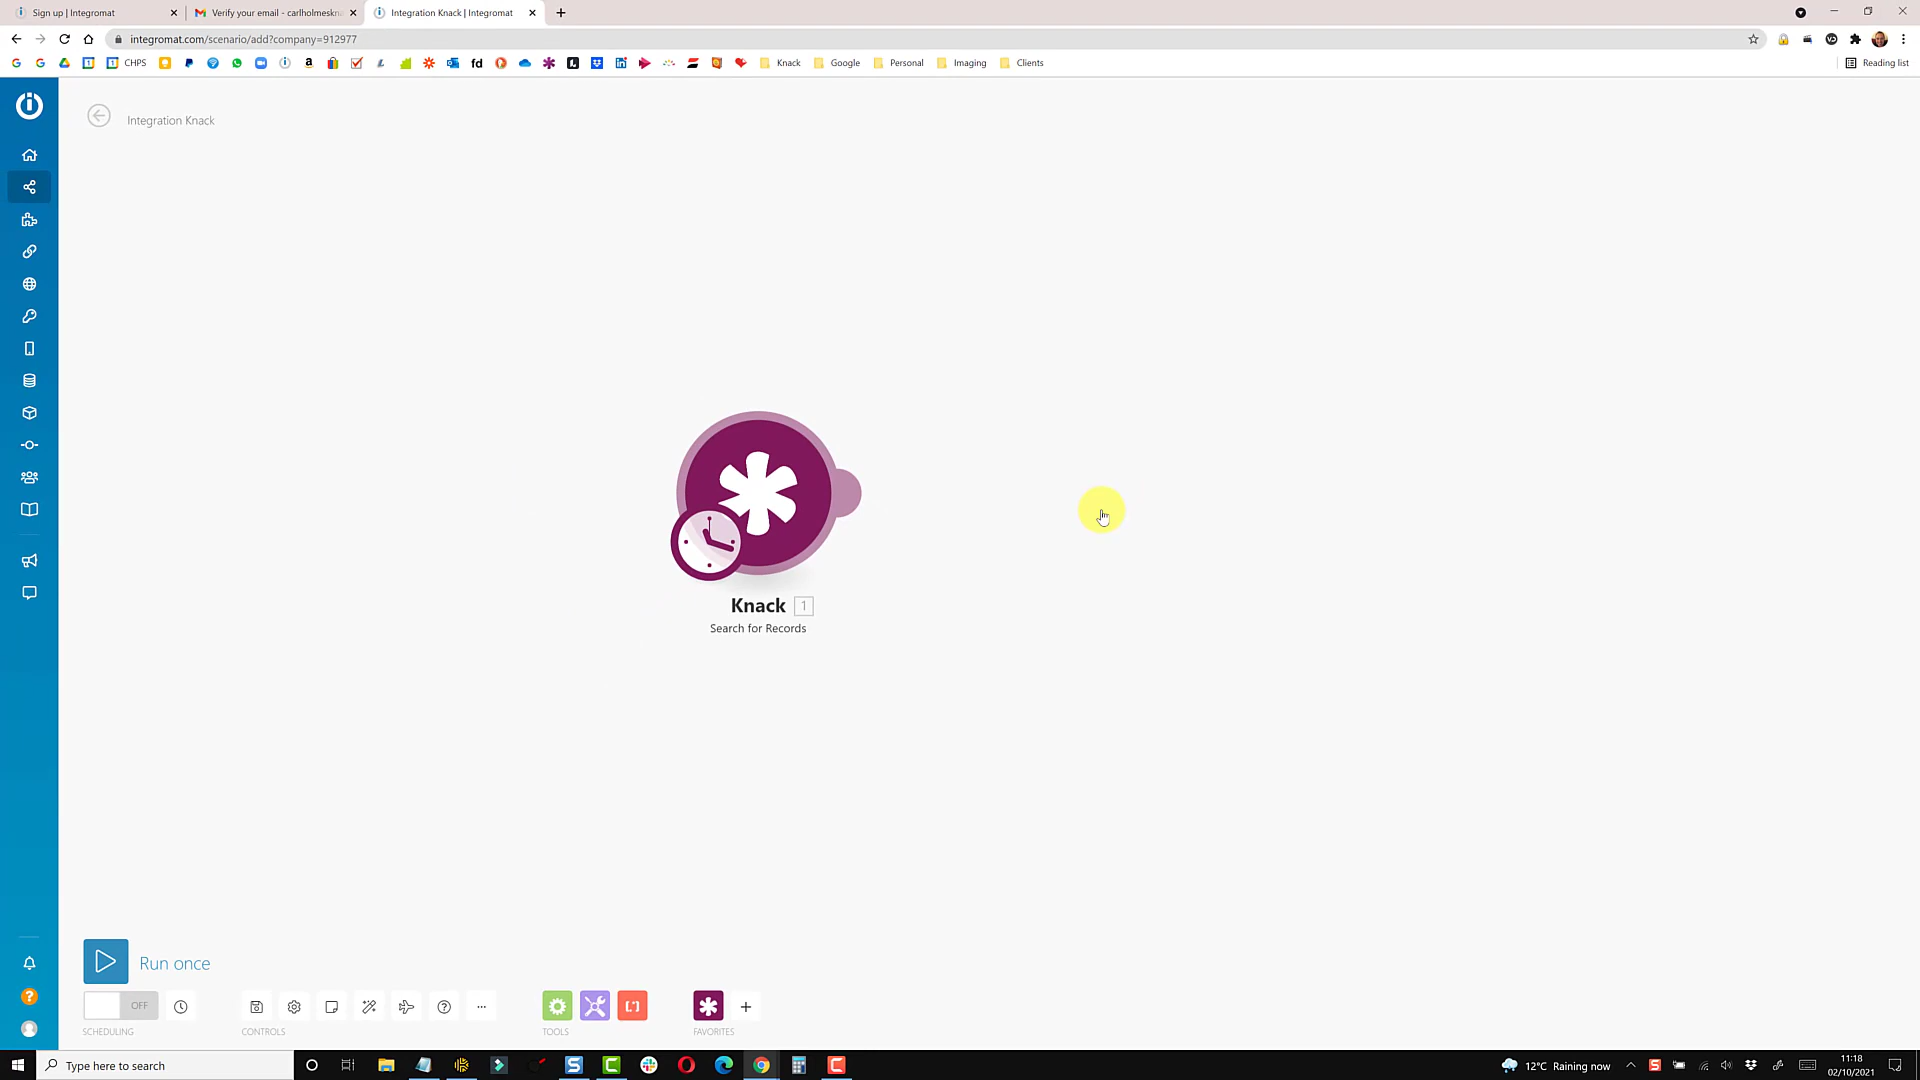 Sign up | Integromat
Verify your email - carlholmeskn
Integration Knack | Integromat
integromat.com/scenario/add?company=912977
CHPS
fd
Knack
Google
Personal
Imaging
Clients
Reading list
Integration Knack
Knack 1
Search for Records
Run once
OFF
SCHEDULING
CONTROLS
TOOLS
FAVORITES
Type here to search
12°C Raining now
11:18
02/10/2021